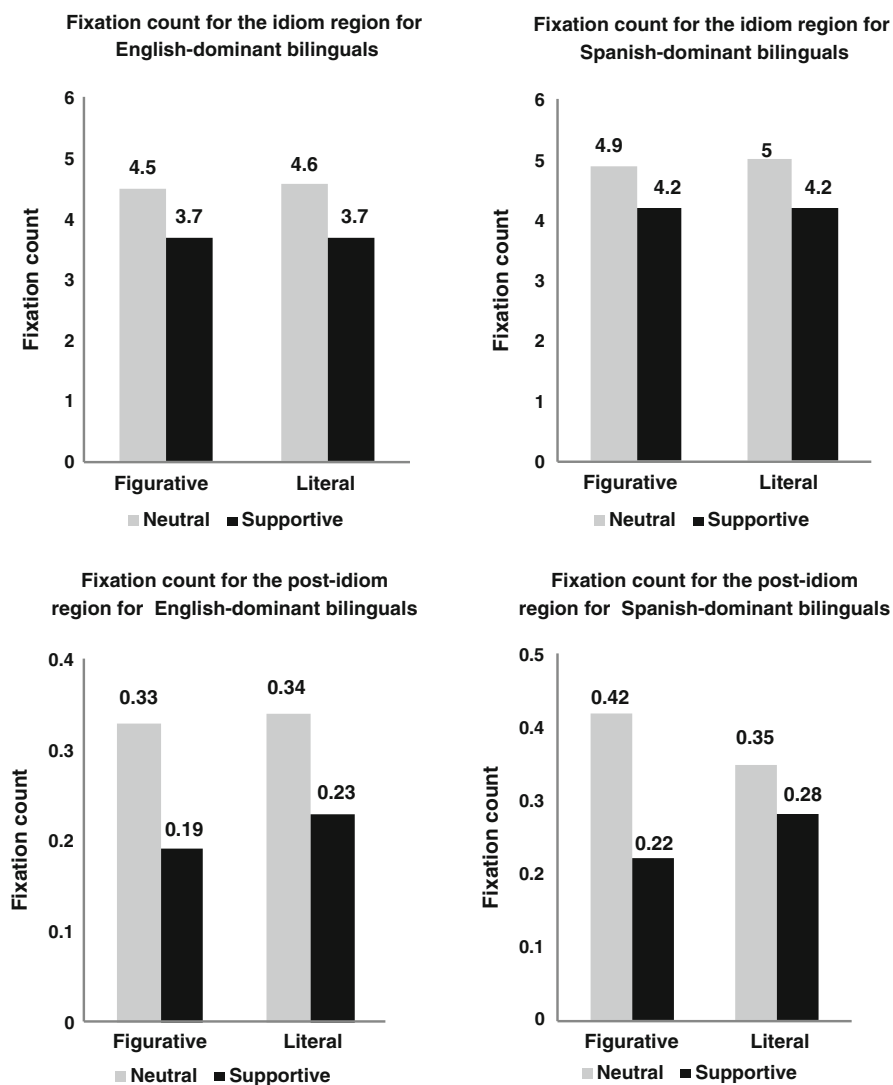 Fixation count for the idiom region for
English-dominant bilinguals
6
5
4
3
2
1
0
Fixation count
4.5
3.7
4.6
3.7
Figurative
Literal
Neutral
Supportive
Fixation count for the idiom region for
Spanish-dominant bilinguals
6
5
4
3
2
1
0
Fixation count
4.9
4.2
5
4.2
Figurative
Literal
Neutral
Supportive
Fixation count for the post-idiom
region for English-dominant bilinguals
0.4
0.3
0.2
0.1
0
Fixation count
0.33
0.19
0.34
0.23
Figurative
Literal
Neutral
Supportive
Fixation count for the post-idiom
region for Spanish-dominant bilinguals
0.5
0.4
0.3
0.2
0.1
0
Fixation count
0.42
0.22
0.35
0.28
Figurative
Literal
Neutral
Supportive